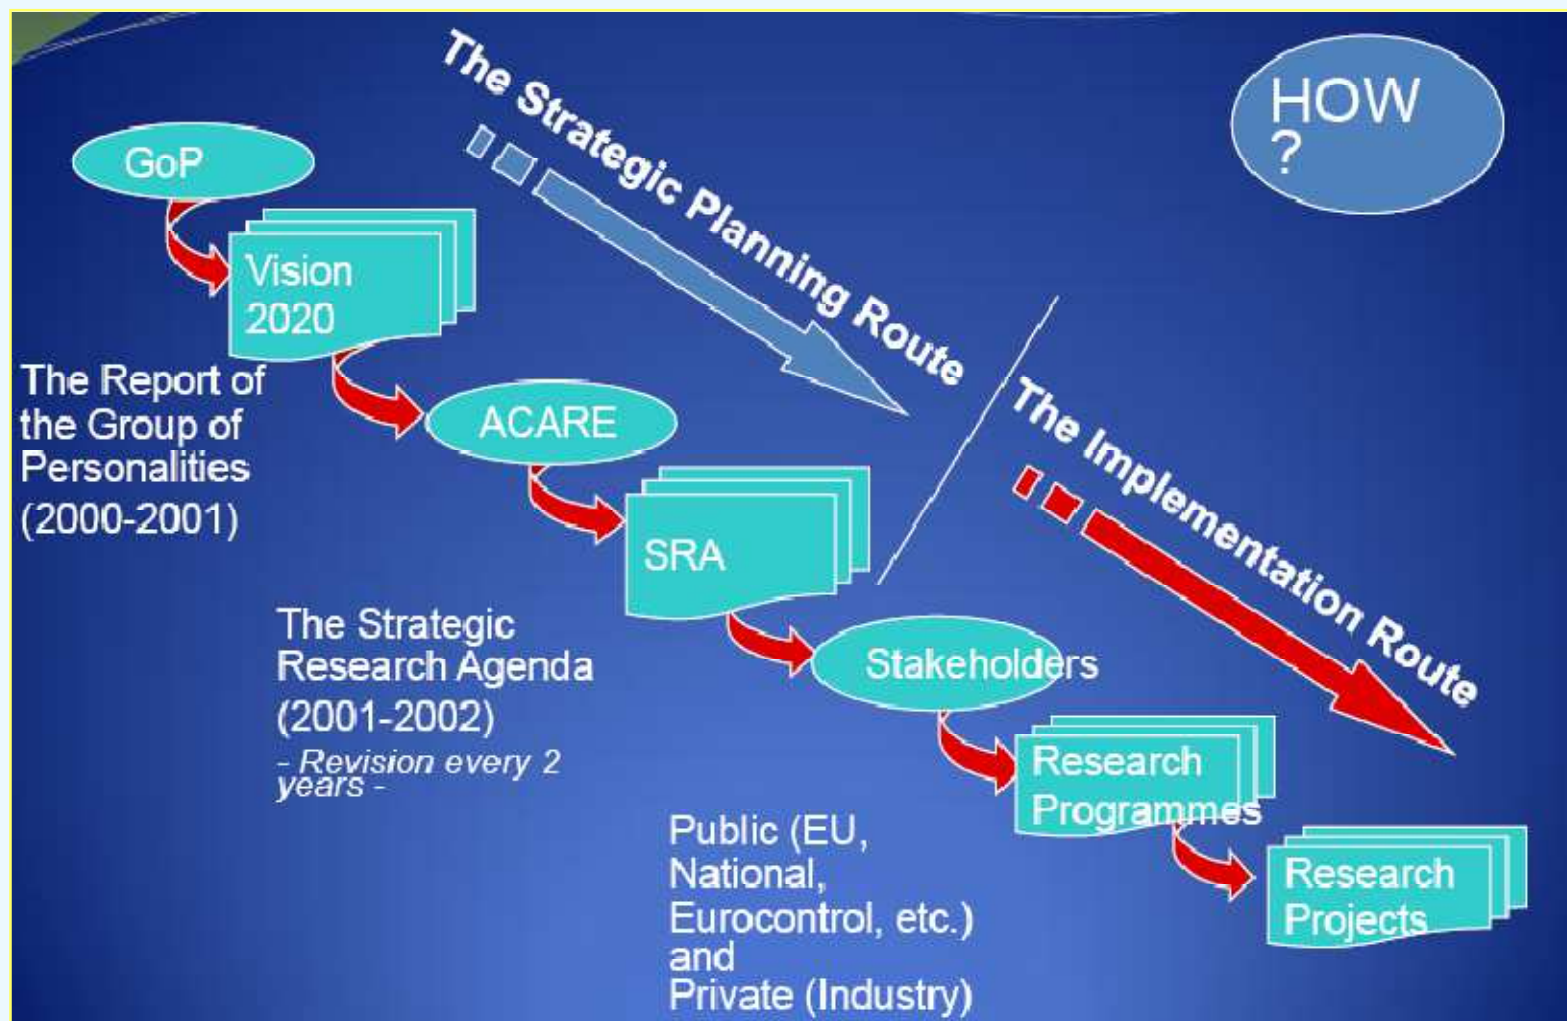 The Strategic Planning Route
HOW
?
GoP
Vision
2020
The Report of
the Group of
Personalities
(2000-2001)
ACARE
The Implementation Route
SRA
The Strategic
Research Agenda
(2001-2002)
- Revision every 2
years -
Stakeholders
Research
Programmes
Public (EU,
National,
Eurocontrol, etc.)
and
Private (Industry)
Research
Projects